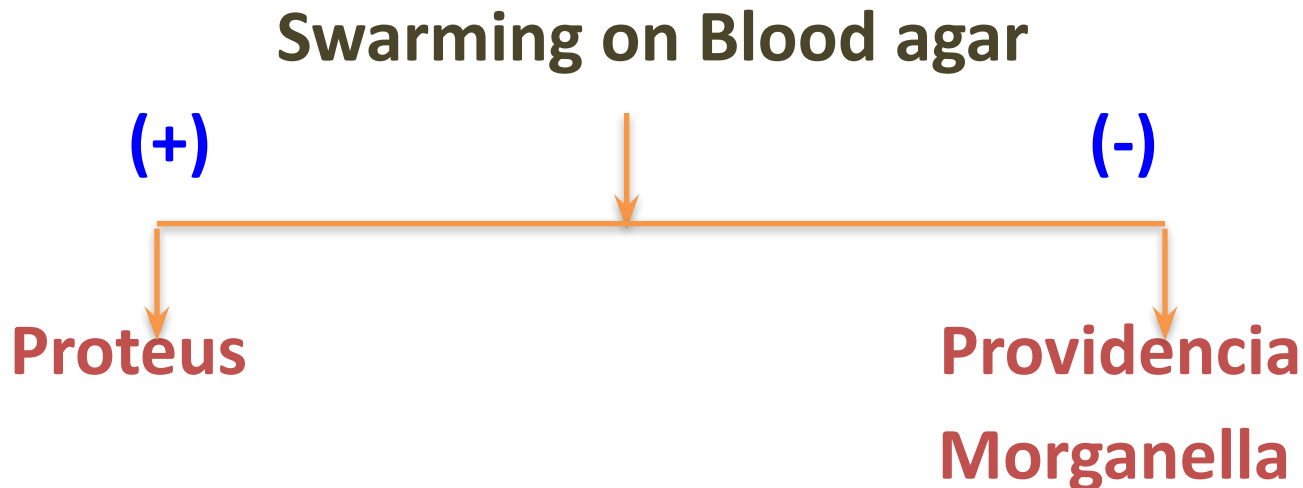 Swarming on Blood agar
(+) (-)
Proteus Providencia
Morganella